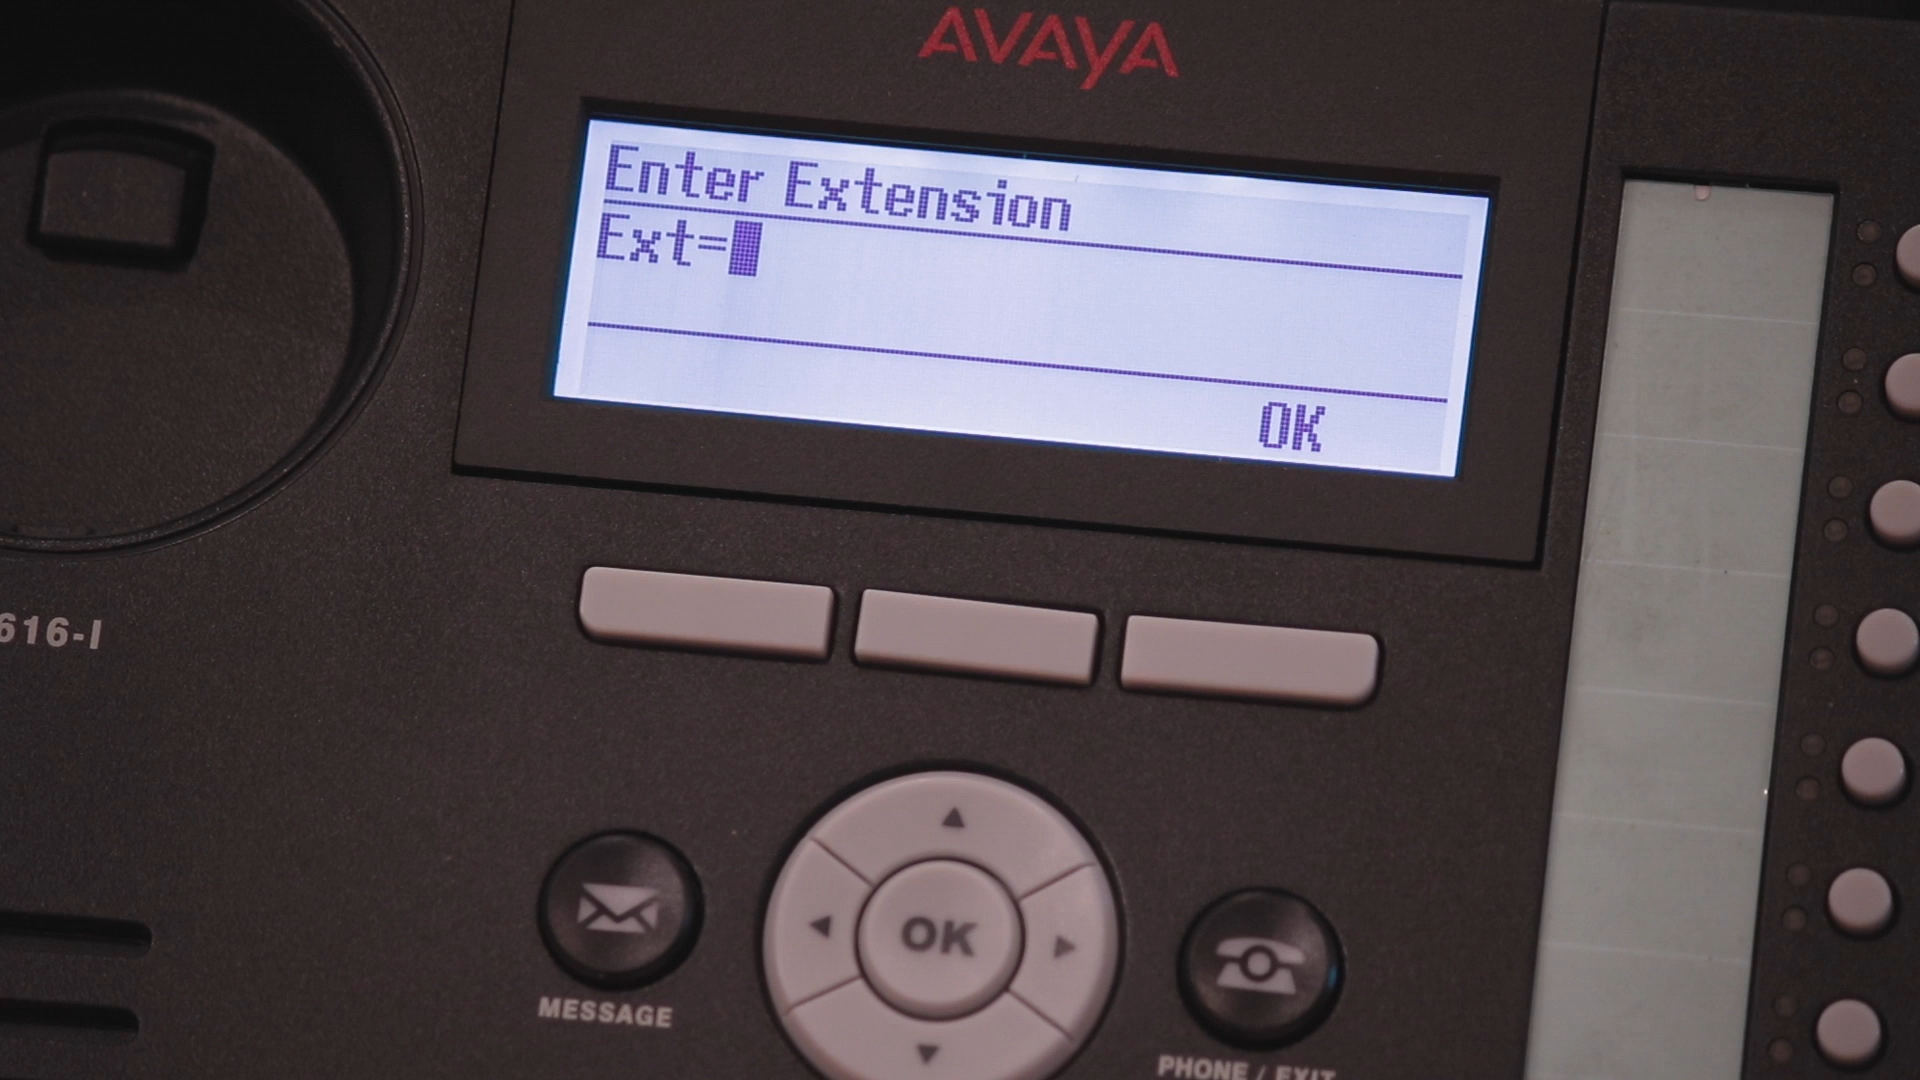 AVAYA
Enter Extension
Ext=
OK
616-I
OK
MESSAGE
PHONE / EXIT